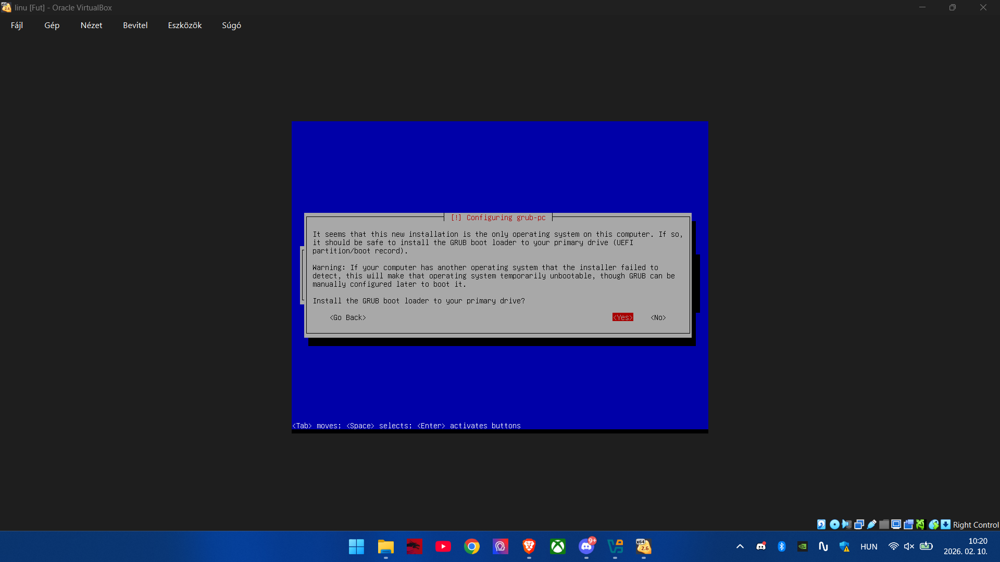 linu [Fut] - Oracle VirtualBox
Fájl Gép Nézet Bevitel Eszközök Súgó
[!] Configuring grub-pc
It seems that this new installation is the only operating system on this computer. If so,
it should be safe to install the GRUB boot loader to your primary drive (UEFI
partition/boot record).
Warning: If your computer has another operating system that the installer failed to
detect, this will make that operating system temporarily unbootable, though GRUB can be
manually configured later to boot it.
Install the GRUB boot loader to your primary drive?
<Go Back> <Yes> <No>
<Tab> moves; <Space> selects; <Enter> activates buttons
Right Control
x64
2.6
9+
HUN
10:20
2026. 02. 10.